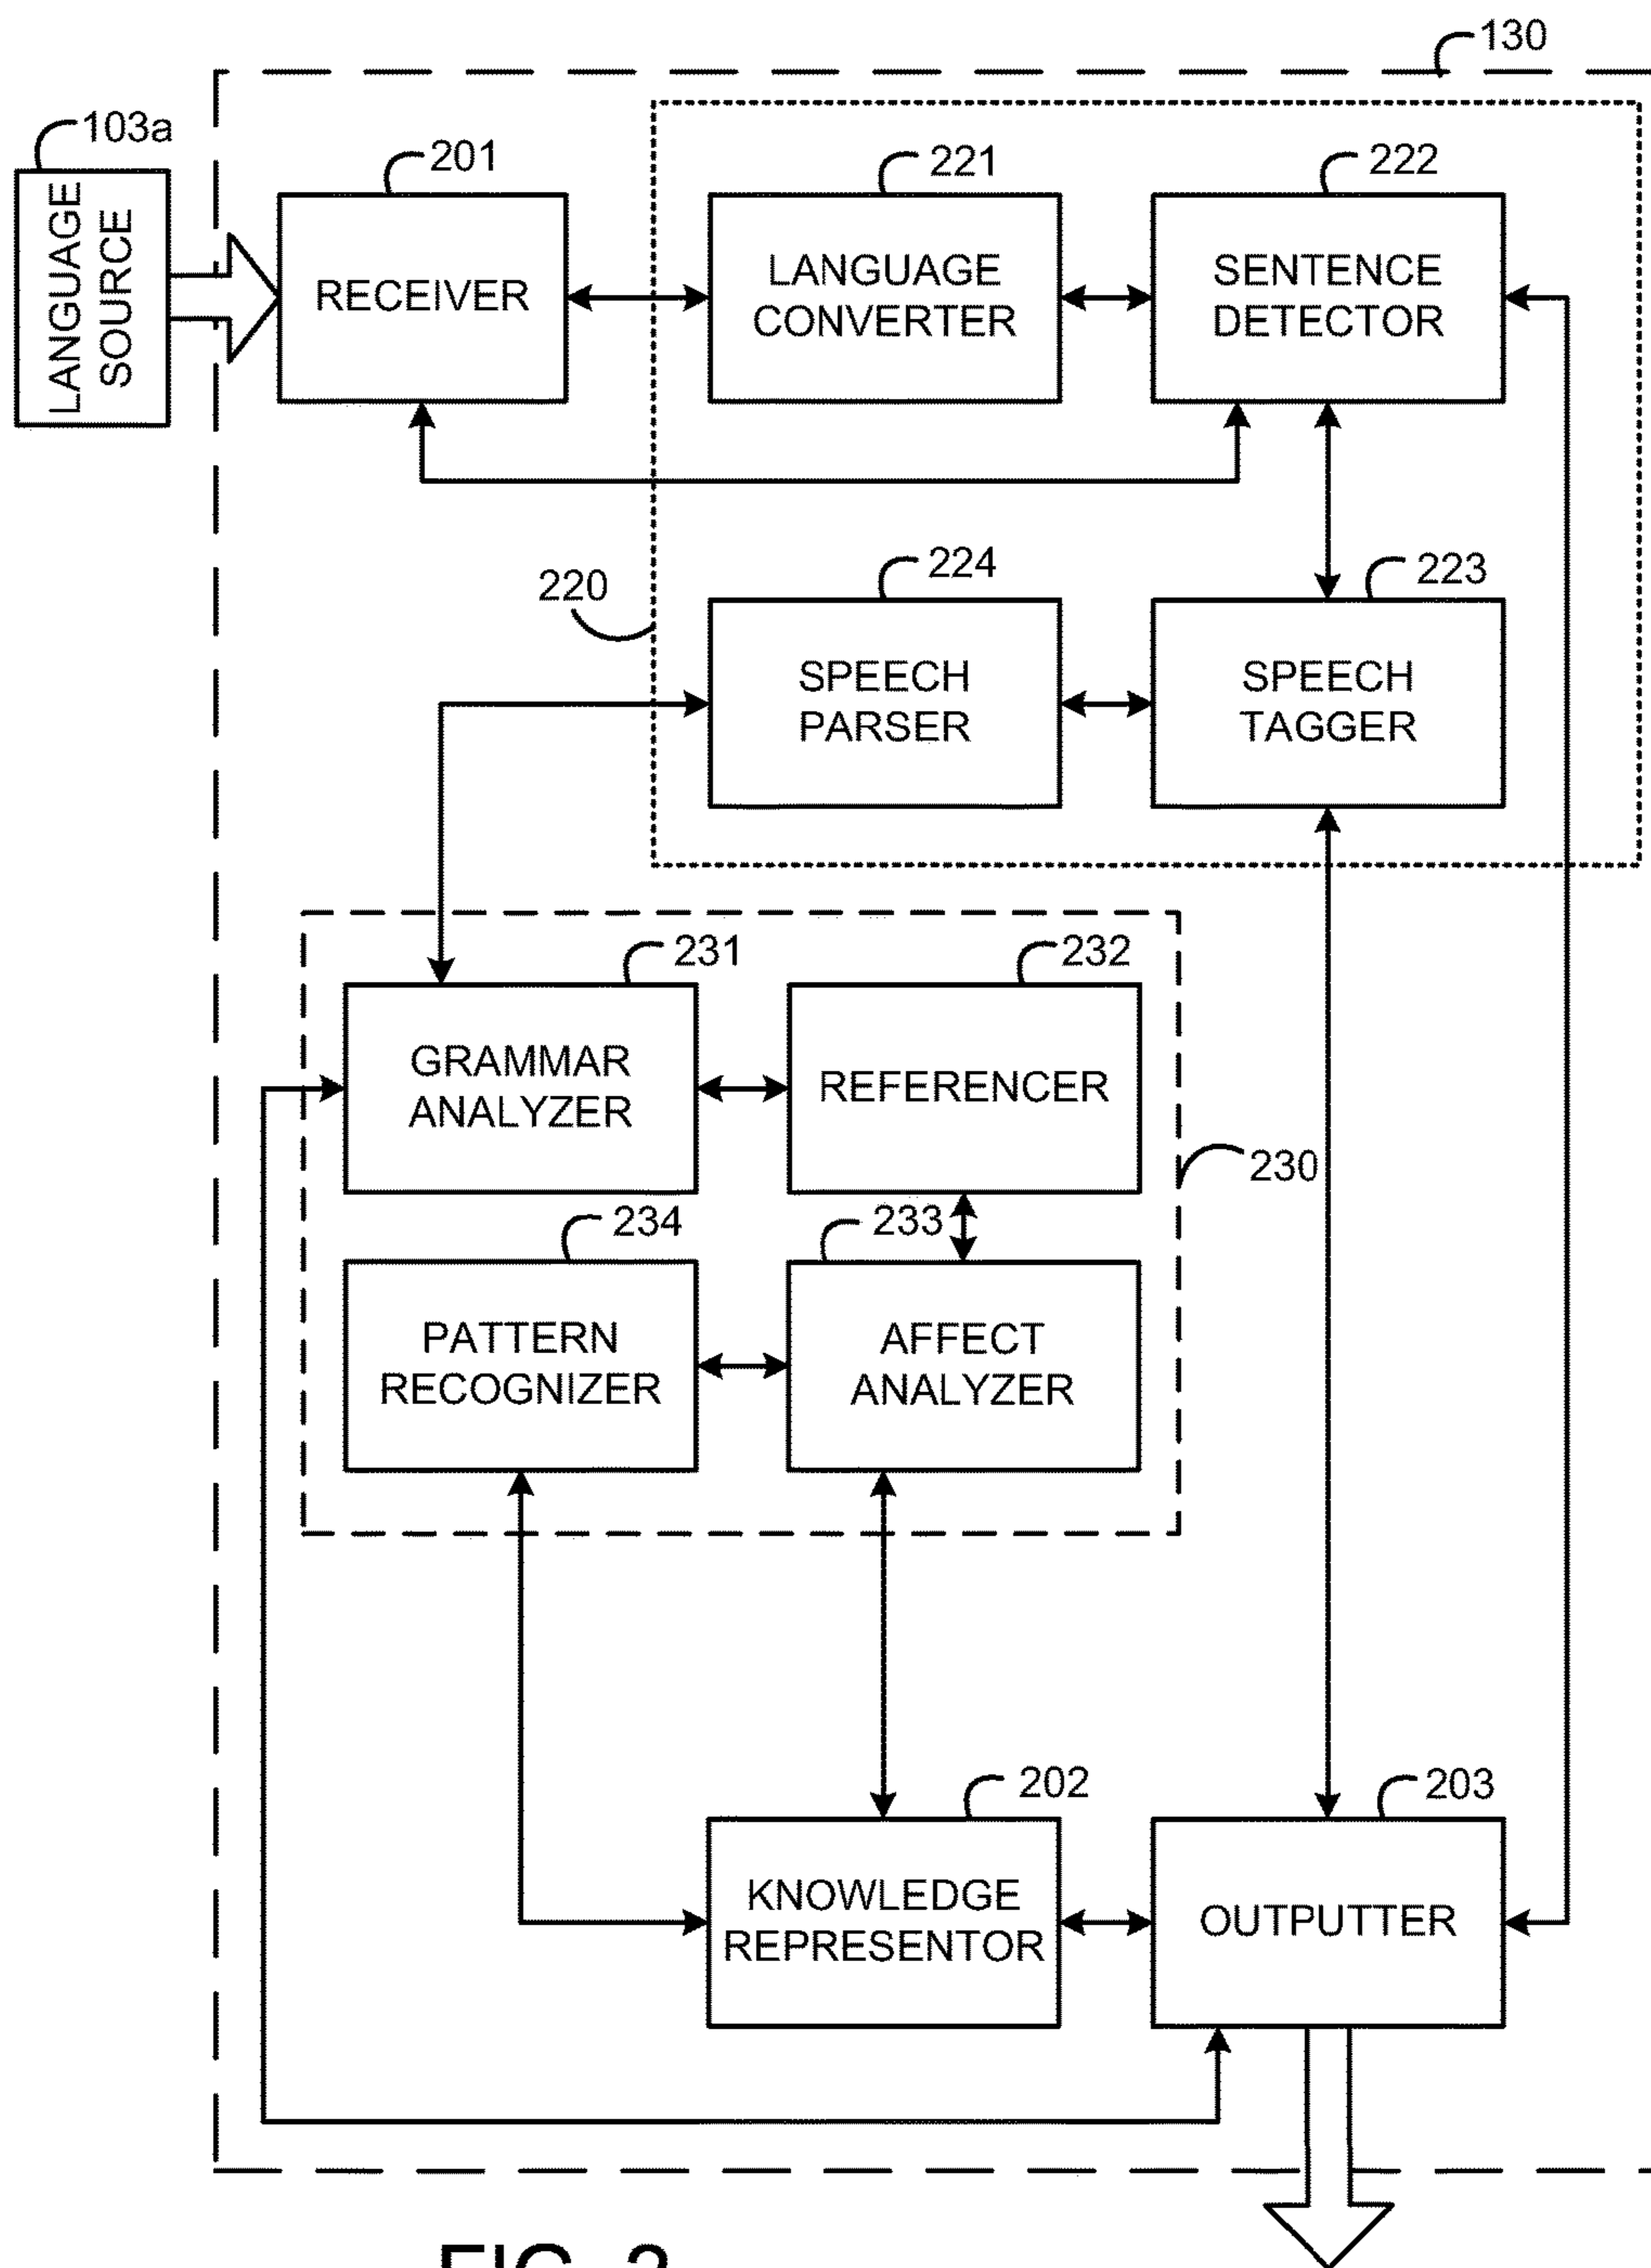 130
103a
LANGUAGE
SOURCE
201
RECEIVER
221
LANGUAGE
CONVERTER
222
SENTENCE
DETECTOR
220
224
SPEECH
PARSER
223
SPEECH
TAGGER
231
GRAMMAR
ANALYZER
232
REFERENCER
230
234
PATTERN
RECOGNIZER
233
AFFECT
ANALYZER
202
KNOWLEDGE
REPRESENTOR
203
OUTPUTTER